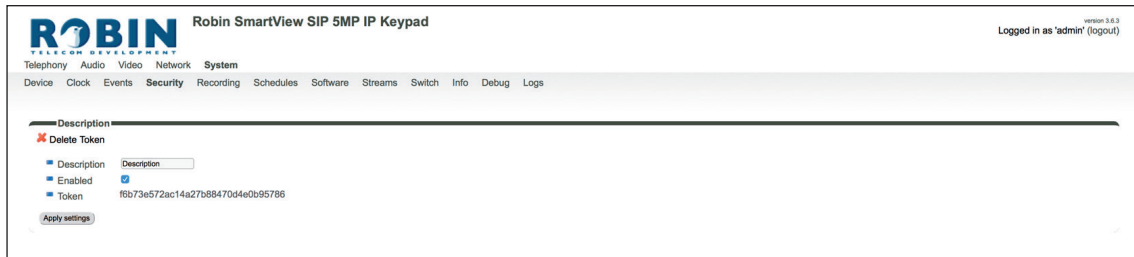 ROBIN
TELECOM DEVELOPMENT
Robin SmartView SIP 5MP IP Keypad
version 3.6.3
Logged in as 'admin' (logout)
Telephony Audio Video Network System
Device Clock Events Security Recording Schedules Software Streams Switch Info Debug Logs
Description
Delete Token
Description Description
Enabled
Token f6b73e572ac14a27b88470d4e0b95786
Apply settings